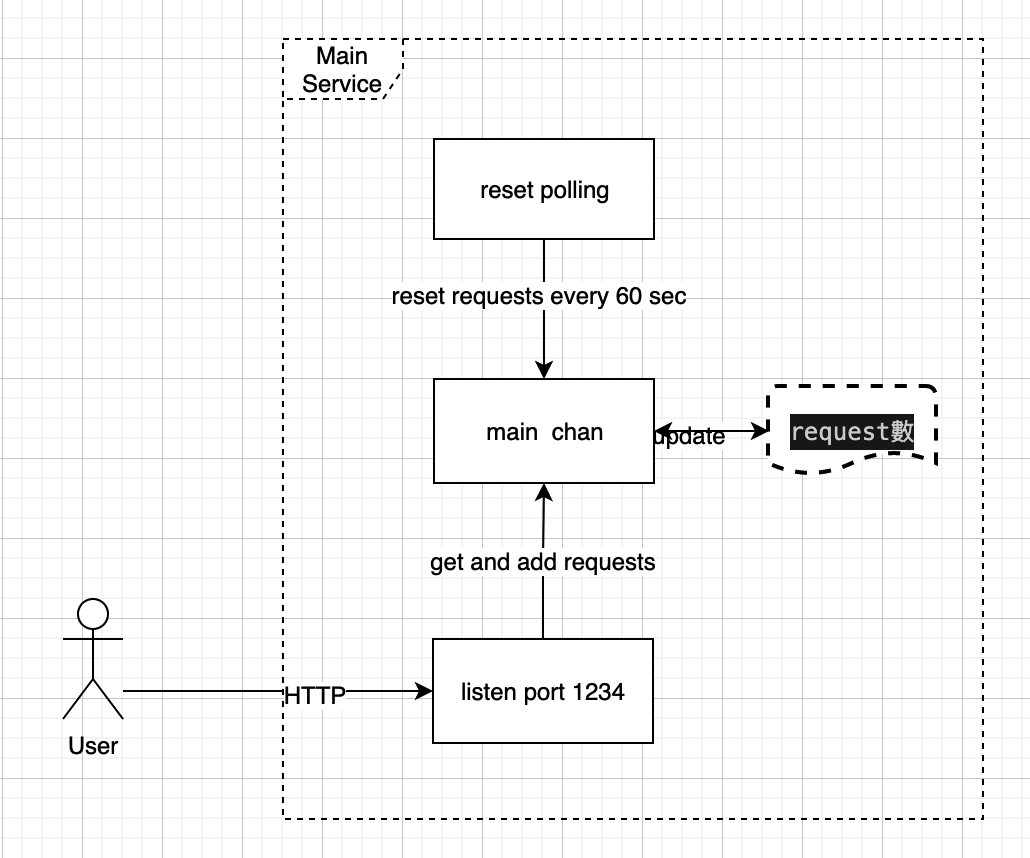 Main
Service
reset polling
reset requests every 60 sec
main  chan
update
request數
get and add requests
HTTP
listen port 1234
User